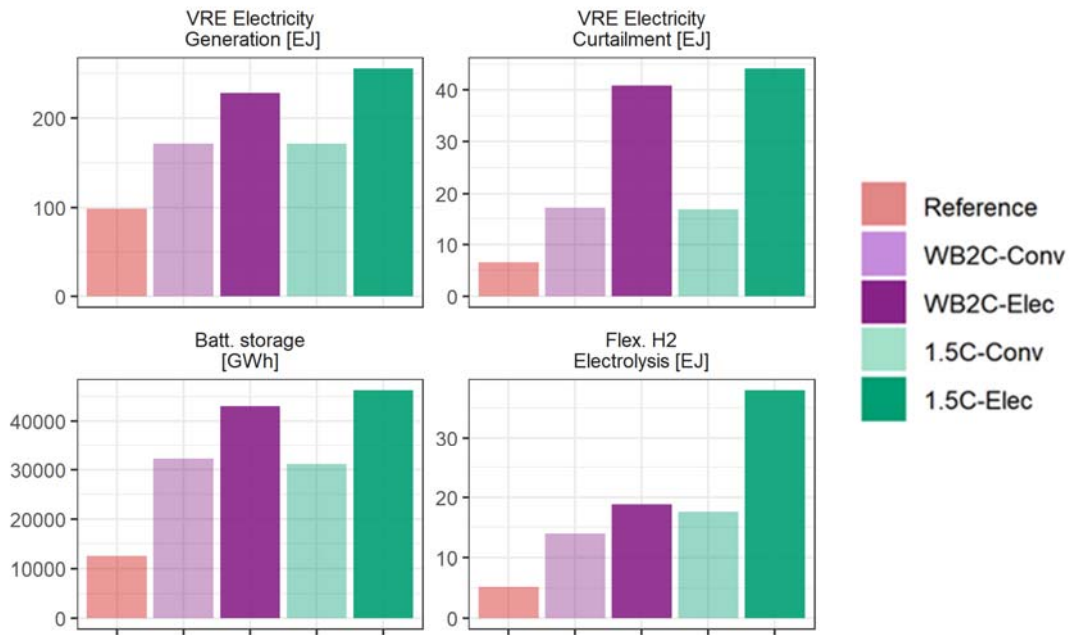 VRE Electricity
Generation [EJ]
200
100
0
VRE Electricity
Curtailment [EJ]
40
30
20
10
0
Batt. storage
[GWh]
40000
30000
20000
10000
0
Flex. H2
Electrolysis [EJ]
30
20
10
0
Reference
WB2C-Conv
WB2C-Elec
1.5C-Conv
1.5C-Elec